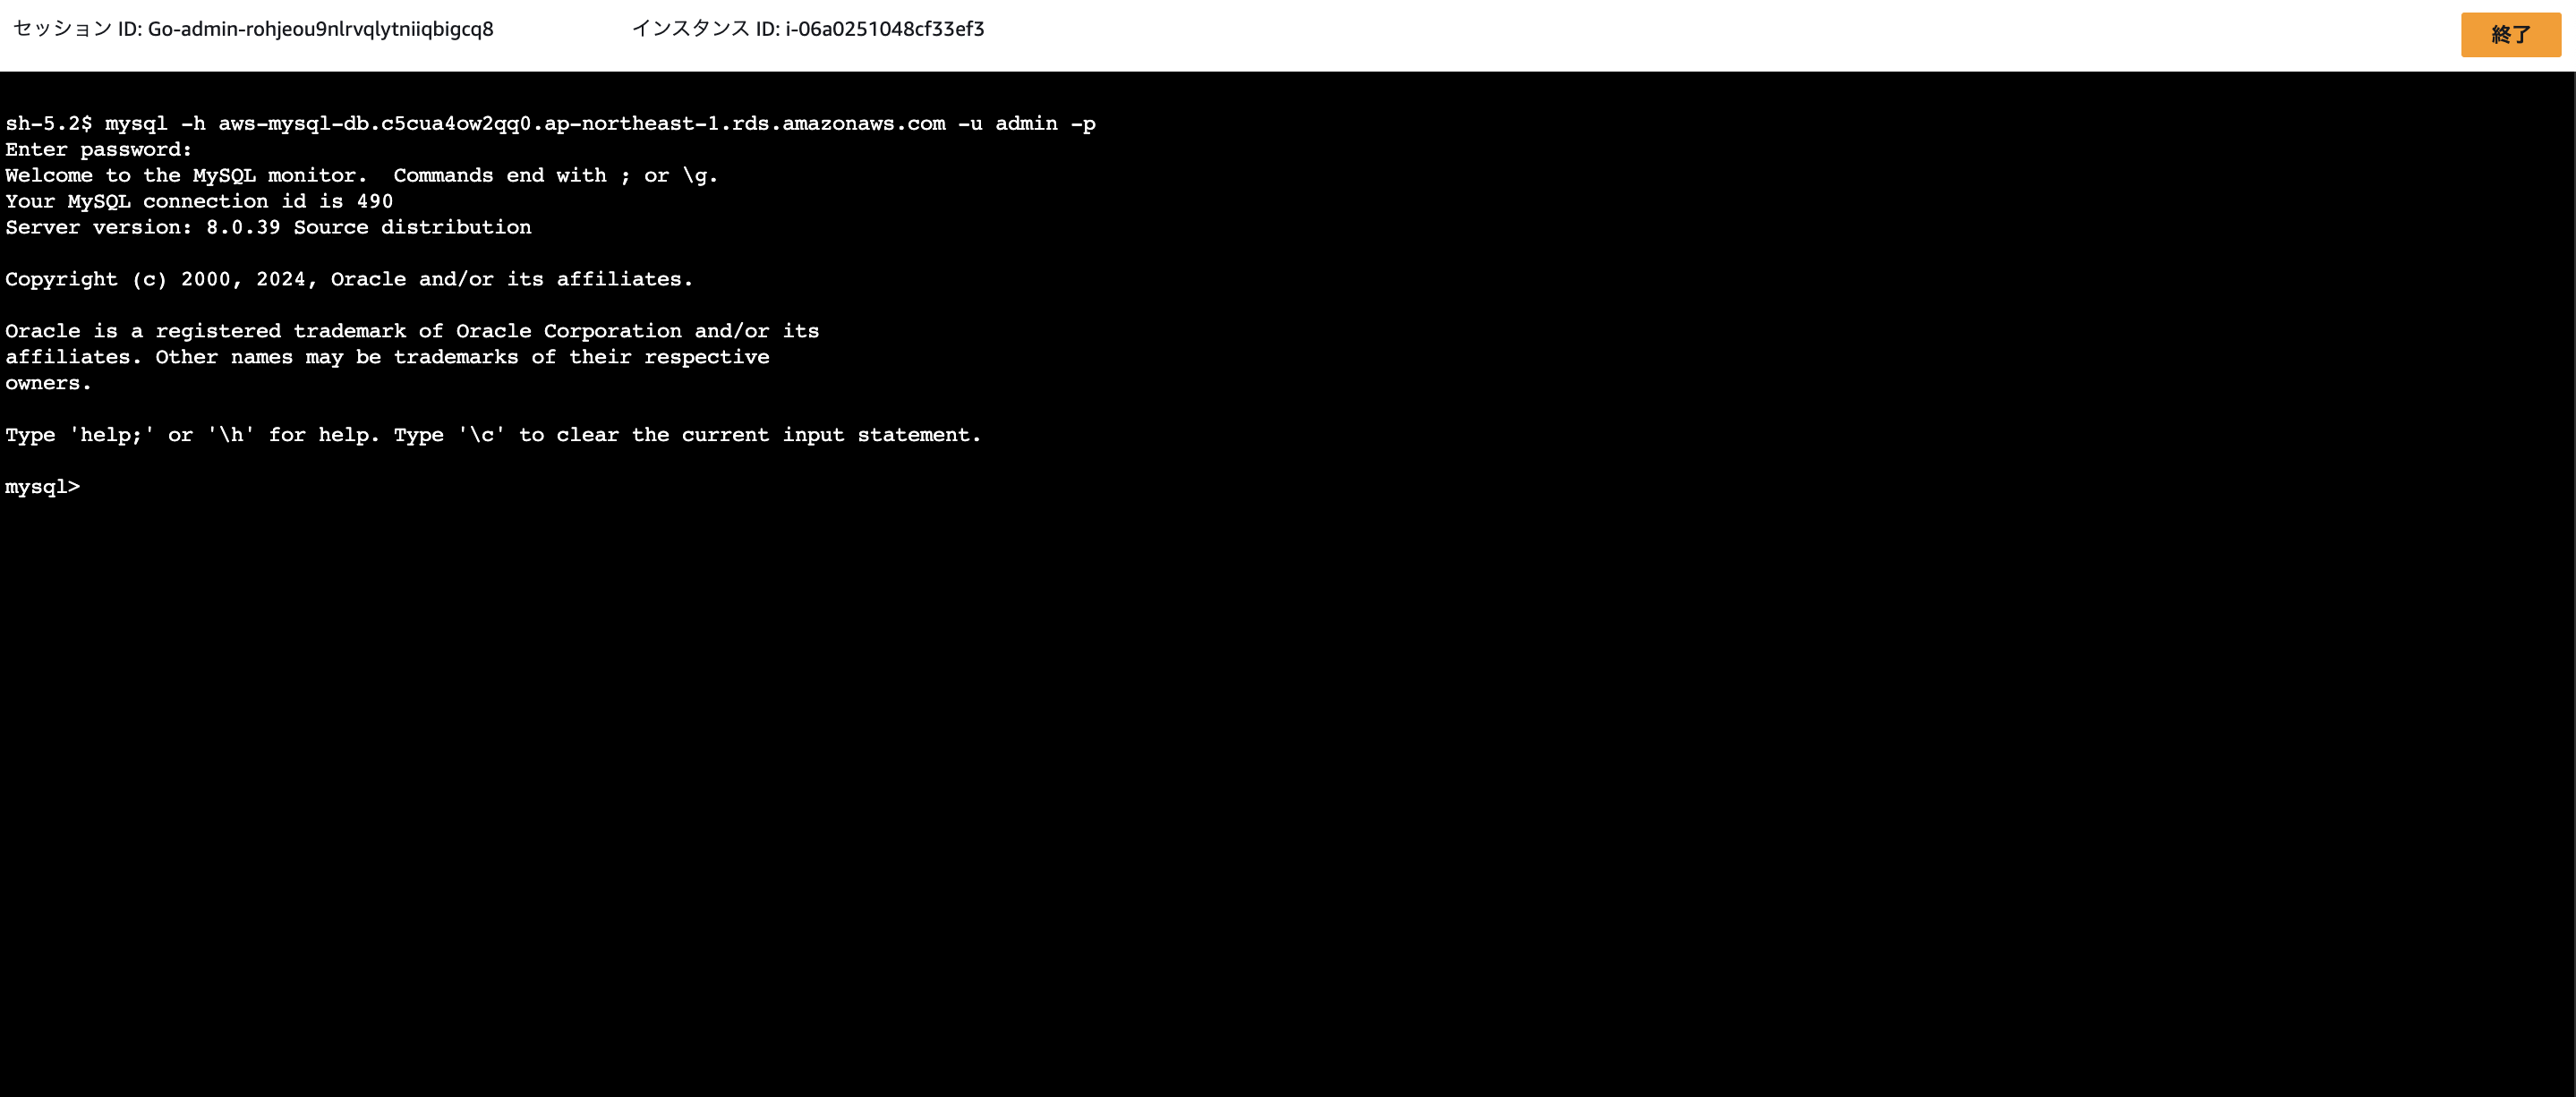 セッション ID: Go-admin-rohjeou9nlrvqlytniiqbigcq8 インスタンス ID: i-06a0251048cf33ef3 終了
sh-5.2$ mysql -h aws-mysql-db.c5cua4ow2qq0.ap-northeast-1.rds.amazonaws.com -u admin -p
Enter password:
Welcome to the MySQL monitor.  Commands end with ; or \g.
Your MySQL connection id is 490
Server version: 8.0.39 Source distribution
Copyright (c) 2000, 2024, Oracle and/or its affiliates.
Oracle is a registered trademark of Oracle Corporation and/or its
affiliates. Other names may be trademarks of their respective
owners.
Type 'help;' or '\h' for help. Type '\c' to clear the current input statement.
mysql>